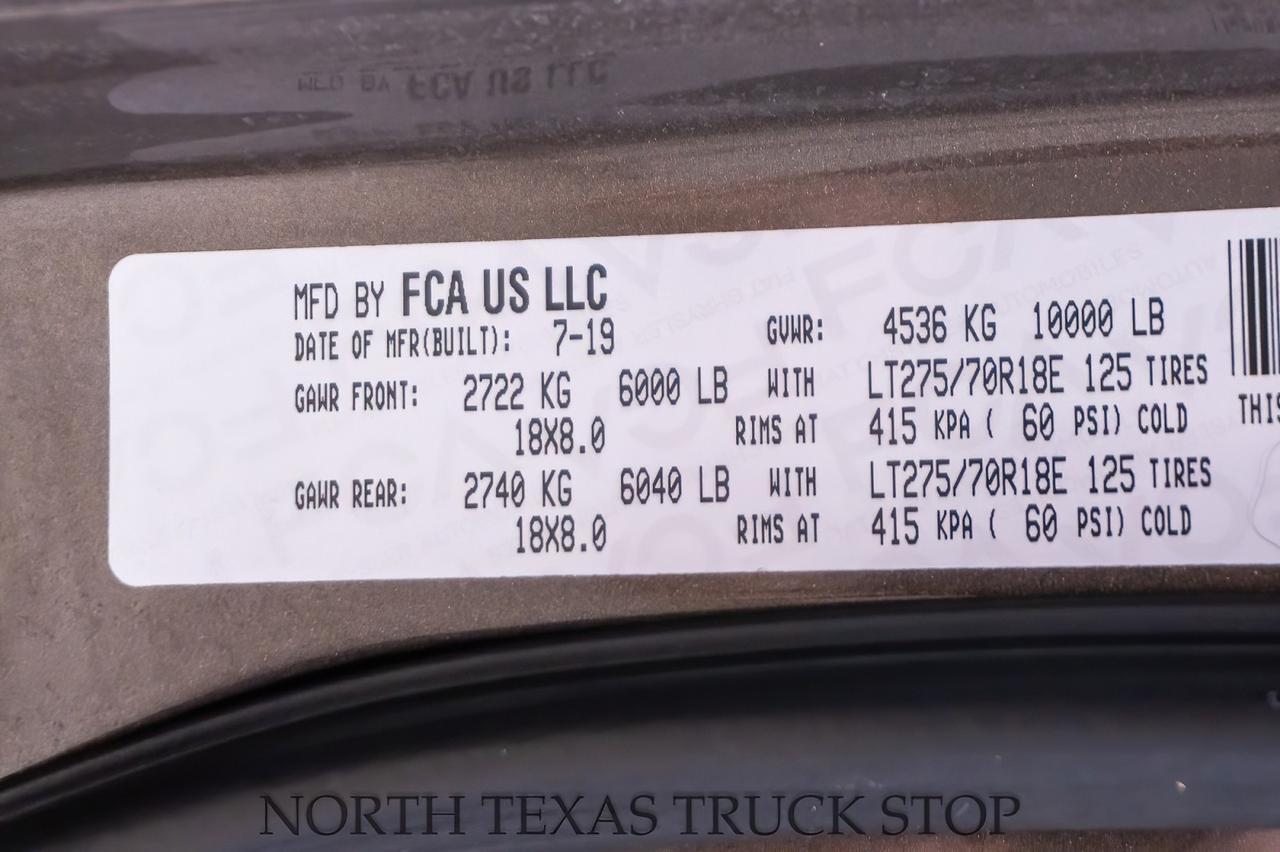 MFD BY FCA US LLC
DATE OF MFR(BUILT): 7-19 GVWR: 4536 KG 10000 LB
GAWR FRONT: 2722 KG 6000 LB WITH LT275/70R18E 125 TIRES
18X8.0 RIMS AT 415 KPA ( 60 PSI) COLD
GAWR REAR: 2740 KG 6040 LB WITH LT275/70R18E 125 TIRES
18X8.0 RIMS AT 415 KPA ( 60 PSI) COLD
NORTH TEXAS TRUCK STOP